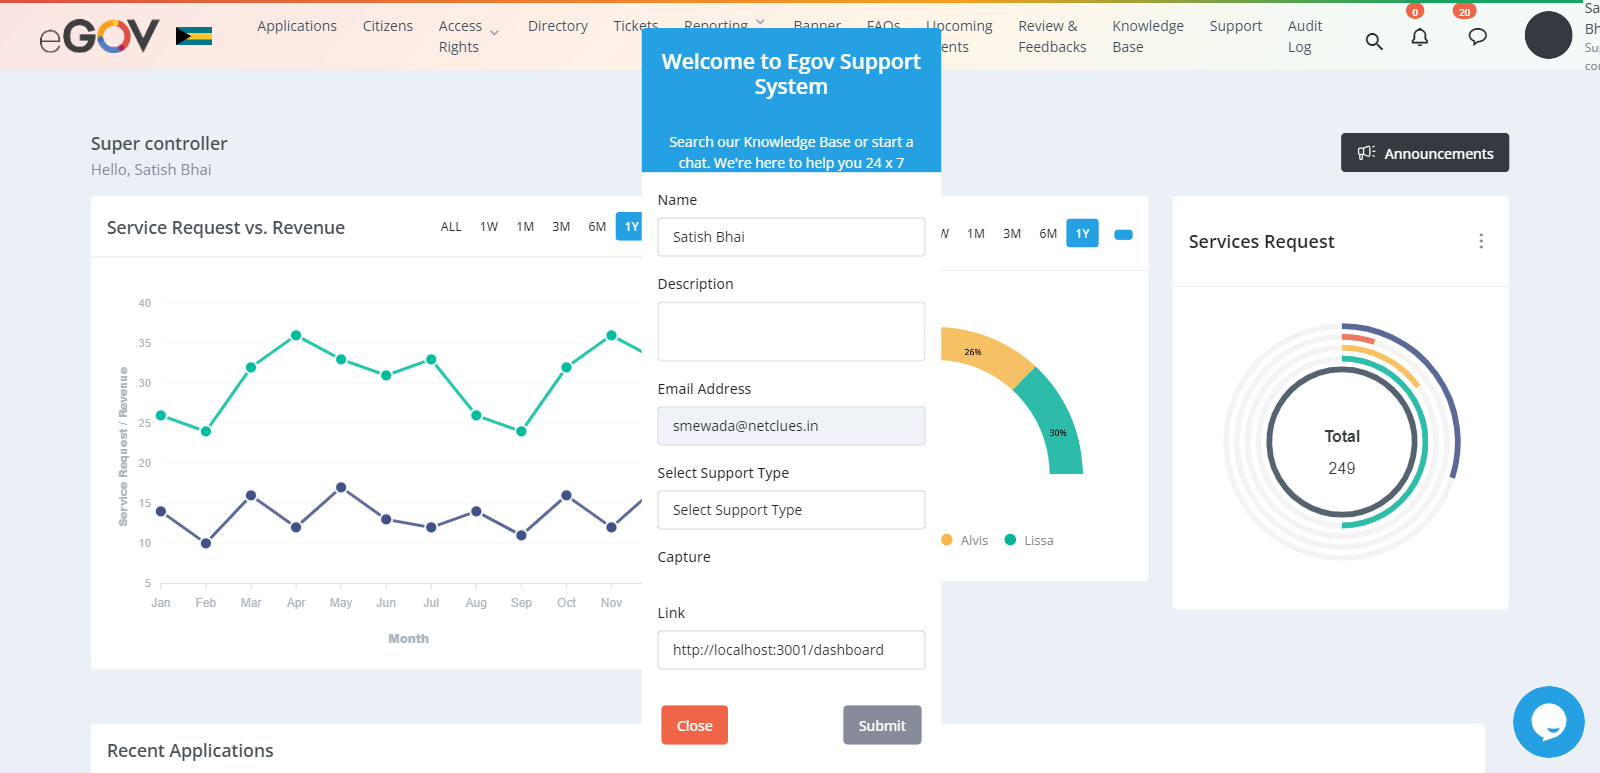 eGOV
Applications
Citizens
Access
Rights
Directory
Tickets
Reporting
Banner
FAQs
Upcoming
ents
Review &
Feedbacks
Knowledge
Base
Support
Audit
Log
0
20
Sa
Bh
Su
con
Super controller
Hello, Satish Bhai
Announcements
Service Request vs. Revenue
ALL 1W 1M 3M 6M 1Y
40
35
30
25
20
15
10
5
Service Request / Revenue
Jan Feb Mar Apr May Jun Jul Aug Sep Oct Nov
Month
Welcome to Egov Support
System
Search our Knowledge Base or start a
chat. We're here to help you 24 x 7
Name
Satish Bhai
Description
Email Address
smewada@netclues.in
Select Support Type
Select Support Type
Capture
Link
http://localhost:3001/dashboard
Close
Submit
W 1M 3M 6M 1Y
26%
30%
Alvis
Lissa
Services Request
Total
249
Recent Applications